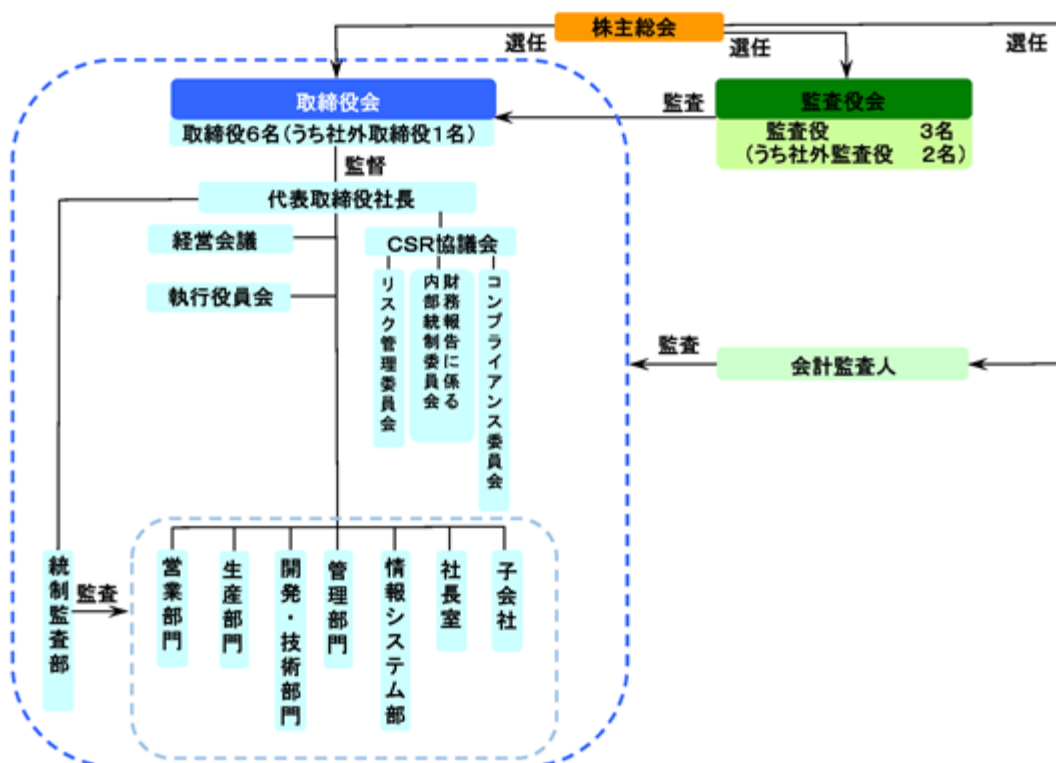 株主総会
選任
選任
選任
取締役会
監査
監査役会
取締役6名(うち社外取締役1名)
監査役 3名
(うち社外監査役 2名)
監督
代表取締役社長
経営会議
CSR協議会
執行役員会
リスク管理委員会
財務報告に係る
内部統制委員会
コンプライアンス委員会
監査
会計監査人
統制監査部
監査
営業部門
生産部門
開発・技術部門
管理部門
情報システム部
社長室
子会社